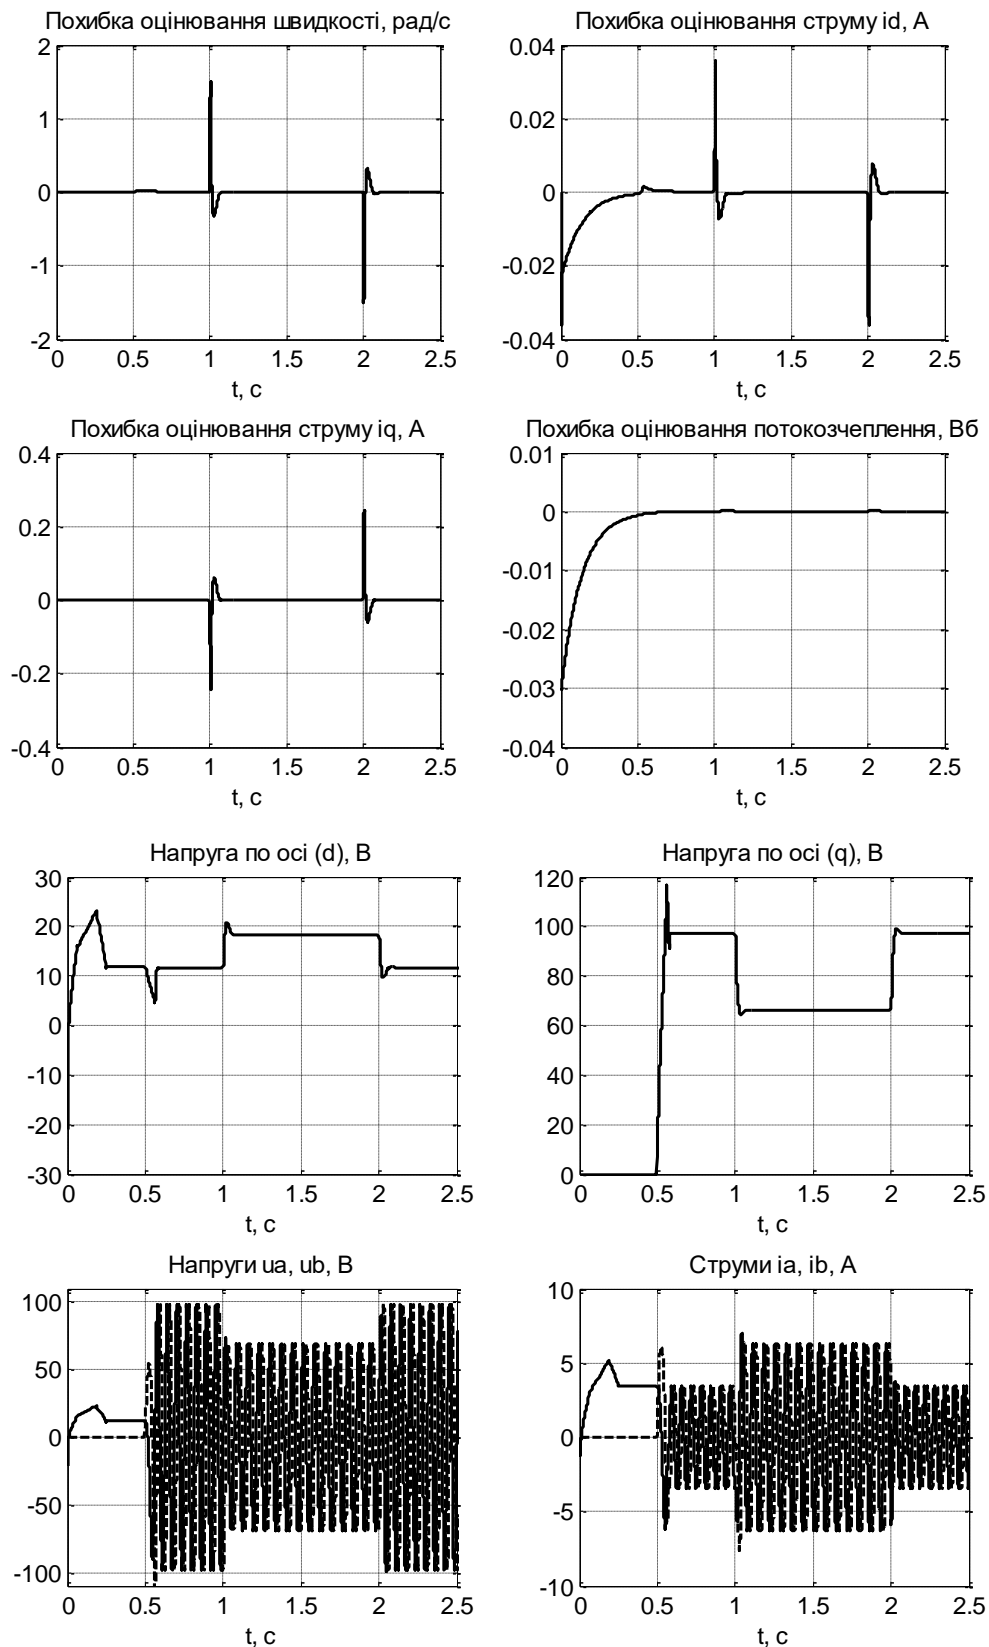 Похибка оцінювання швидкості, рад/с
2
1
0
-1
-2
0 0.5 1 1.5 2 2.5
t, c
Похибка оцінювання струму id, А
0.04
0.02
0
-0.02
-0.04
0 0.5 1 1.5 2 2.5
t, c
Похибка оцінювання струму iq, А
0.4
0.2
0
-0.2
-0.4
0 0.5 1 1.5 2 2.5
t, c
Похибка оцінювання потокозчеплення, Вб
0.01
0
-0.01
-0.02
-0.03
-0.04
0 0.5 1 1.5 2 2.5
t, c
Напруга по осі (d), В
30
20
10
0
-10
-20
-30
0 0.5 1 1.5 2 2.5
t, c
Напруга по осі (q), В
120
100
80
60
40
20
0
0 0.5 1 1.5 2 2.5
t, c
Напруги ua, ub, В
100
50
0
-50
-100
0 0.5 1 1.5 2 2.5
t, c
Струми ia, ib, А
10
5
0
-5
-10
0 0.5 1 1.5 2 2.5
t, c